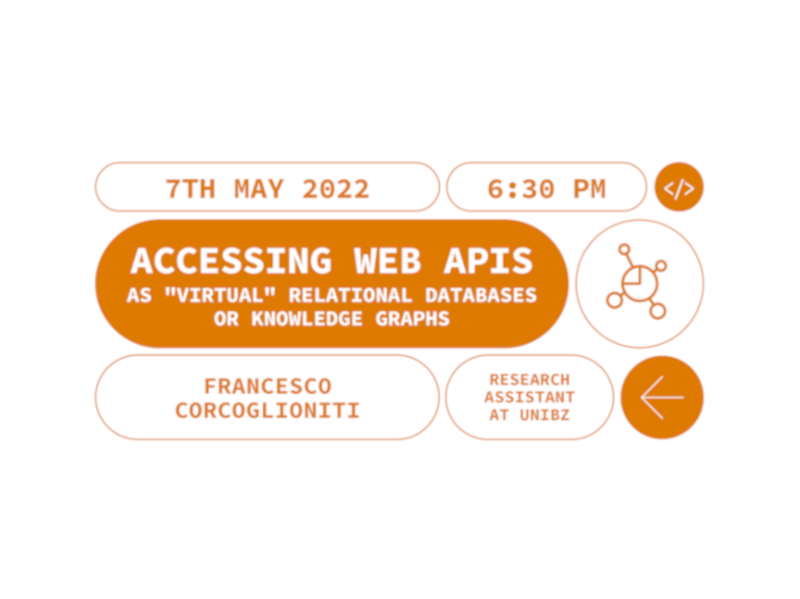 7TH MAY 2022
6:30 PM
</>
ACCESSING WEB APIS
AS "VIRTUAL" RELATIONAL DATABASES
OR KNOWLEDGE GRAPHS
FRANCESCO
CORCOGLIONITI
RESEARCH
ASSISTANT
AT UNIBZ